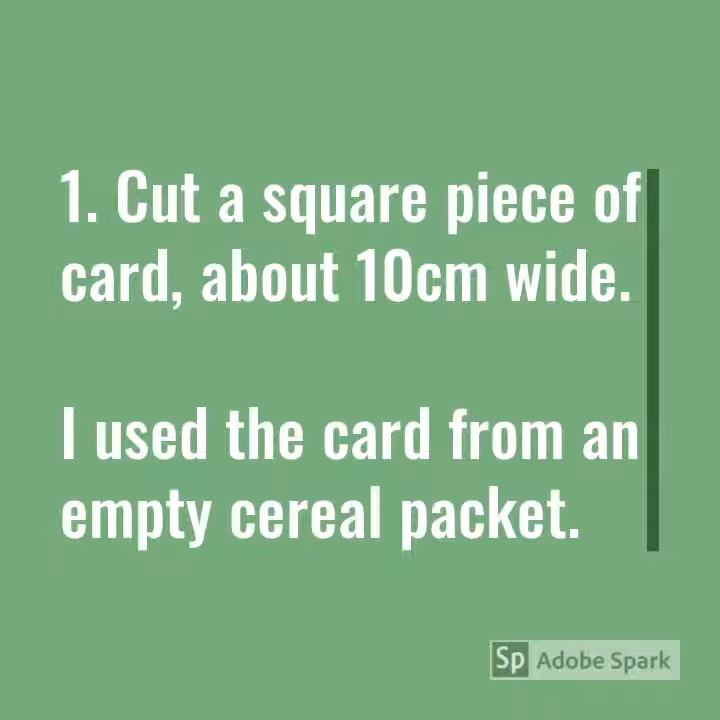 1. Cut a square piece of
card, about 10cm wide.
I used the card from an
empty cereal packet.
Sp Adobe Spark